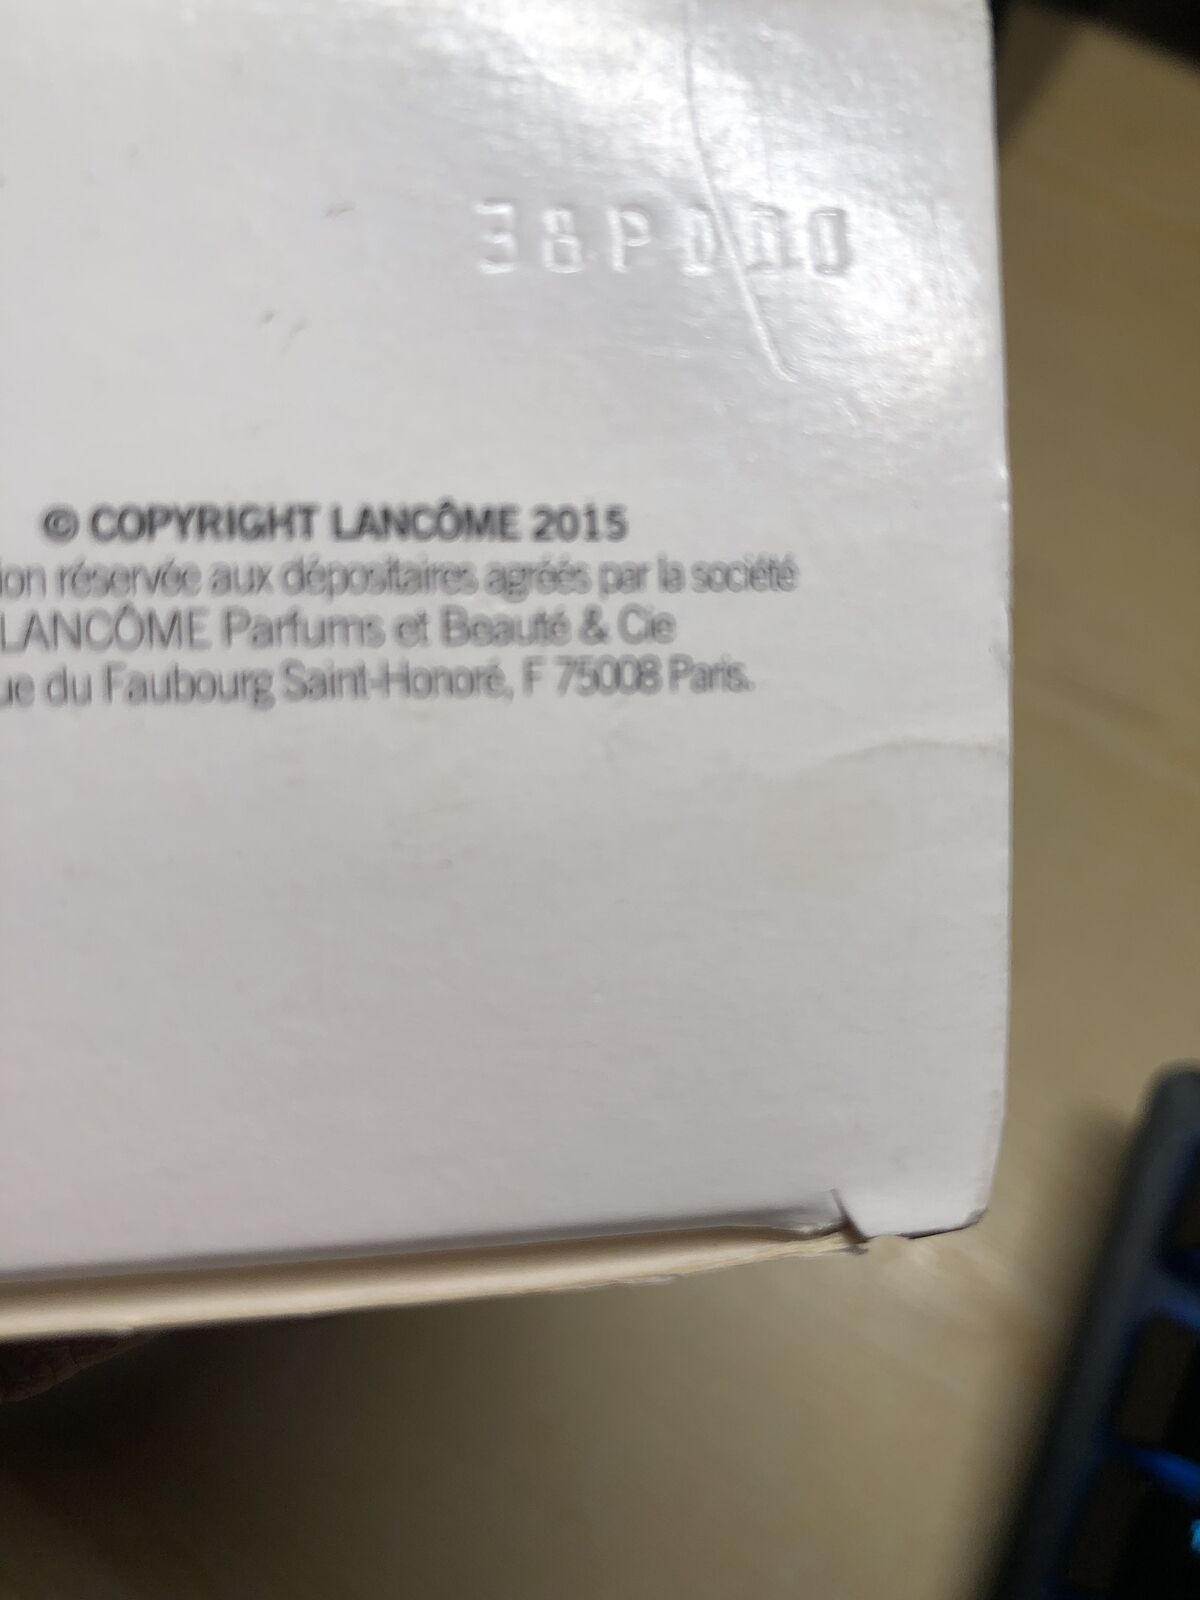 38P100
© COPYRIGHT LANCÔME 2015
ion réservée aux dépositaires agréés par la société
LANCÔME Parfums et Beauté & Cie
ue du Faubourg Saint-Honoré, F 75008 Paris.